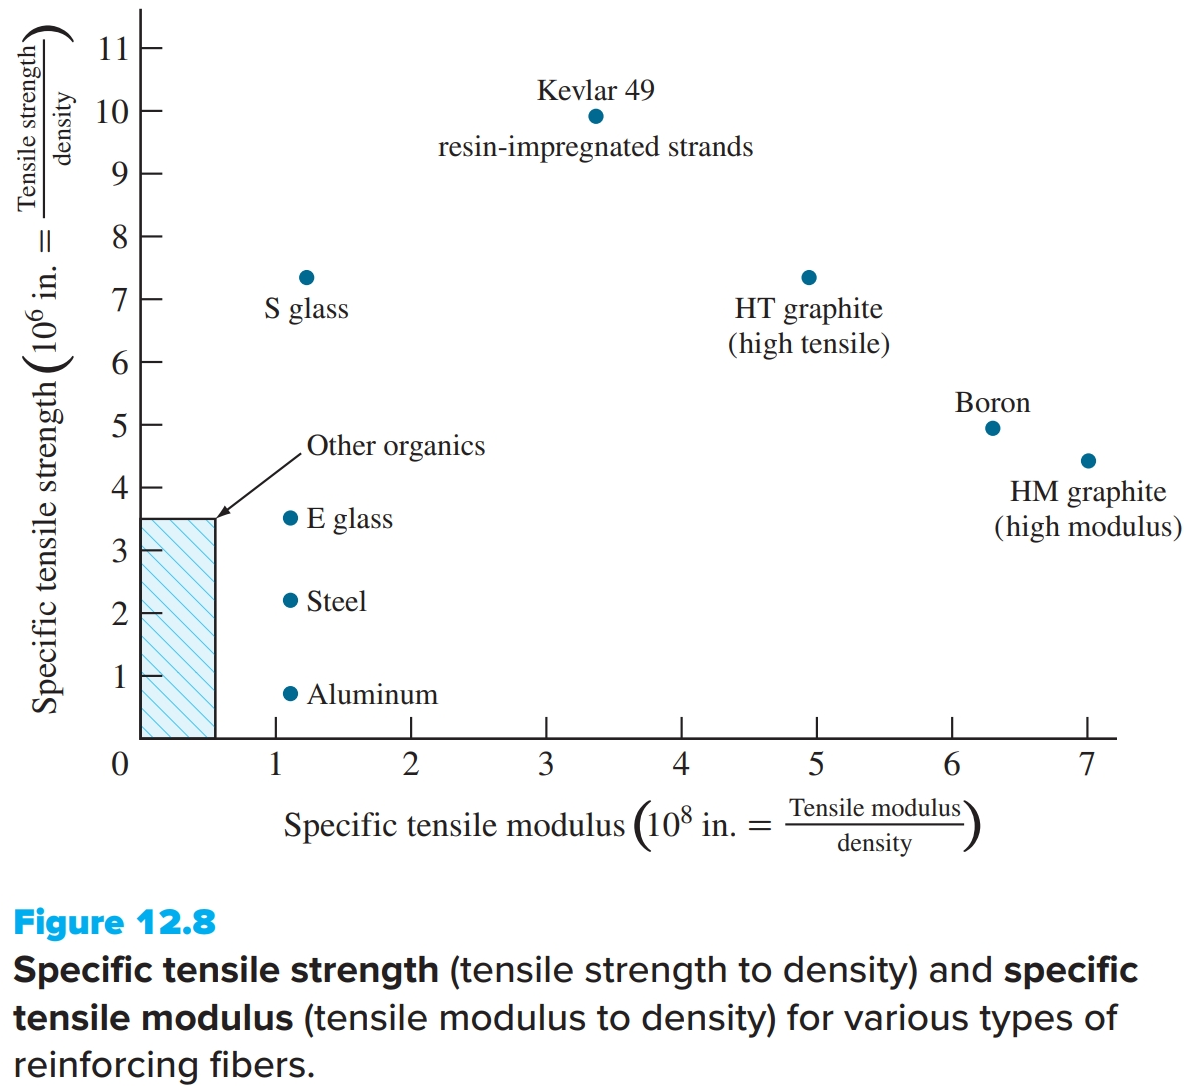 Specific tensile strength (10⁶ in. = Tensile strength / density)
11
10
9
8
7
6
5
4
3
2
1
0
Kevlar 49
resin-impregnated strands
S glass
HT graphite
(high tensile)
Boron
HM graphite
(high modulus)
Other organics
E glass
Steel
Aluminum
1 2 3 4 5 6 7
Specific tensile modulus (10⁸ in. = Tensile modulus / density)
Figure 12.8
Specific tensile strength (tensile strength to density) and specific
tensile modulus (tensile modulus to density) for various types of
reinforcing fibers.